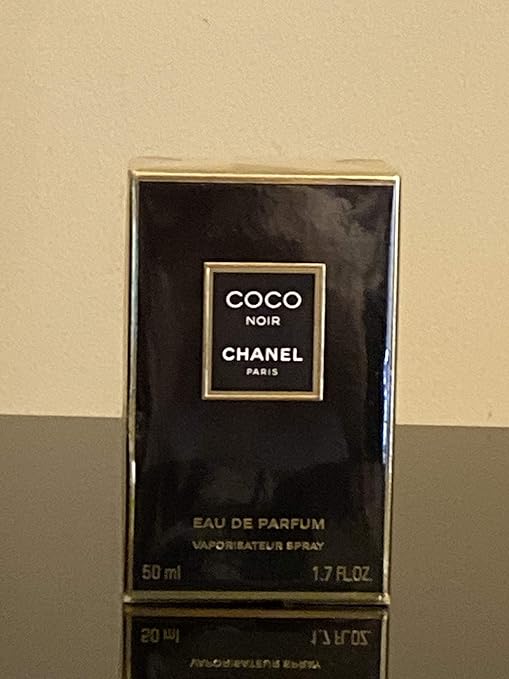 COCO
NOIR
CHANEL
PARIS
EAU DE PARFUM
VAPORISATEUR SPRAY
50 ml 1.7 FL.OZ.